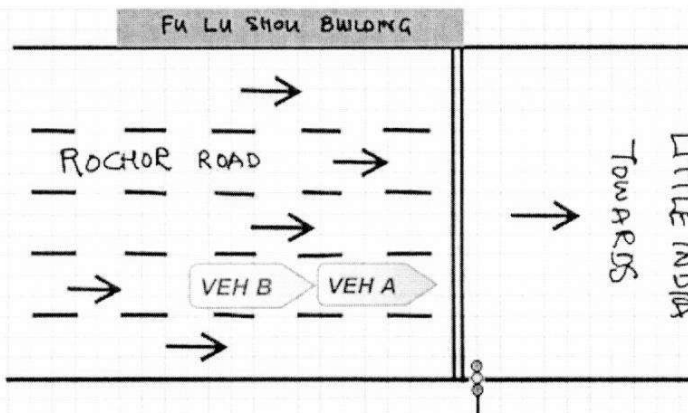 FU LU SHOU BUILDING
ROCHOR ROAD
VEH B
VEH A
TOWARDS
LITTLE INDIA